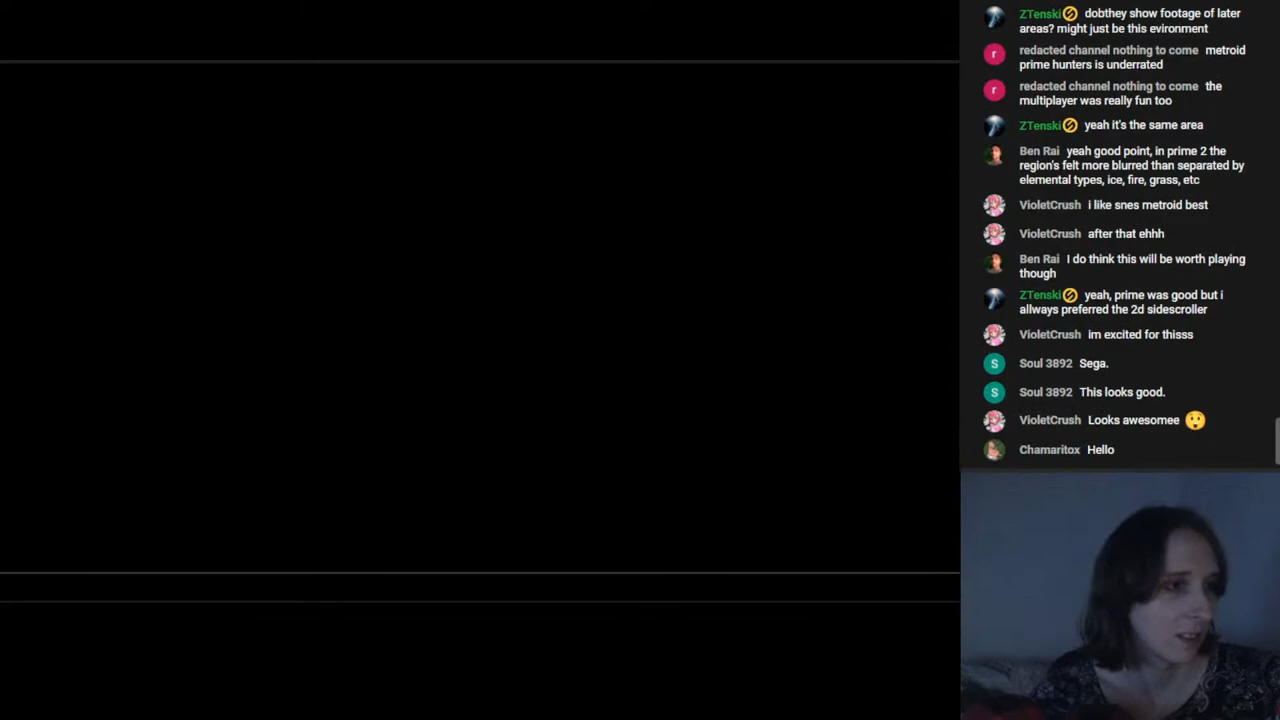 ZTenski dobthey show footage of later
areas? might just be this evironment
redacted channel nothing to come metroid
prime hunters is underrated
redacted channel nothing to come the
multiplayer was really fun too
ZTenski yeah it's the same area
Ben Rai yeah good point, in prime 2 the
region's felt more blurred than separated by
elemental types, ice, fire, grass, etc
VioletCrush i like snes metroid best
VioletCrush after that ehhh
Ben Rai I do think this will be worth playing
though
ZTenski yeah, prime was good but i
allways preferred the 2d sidescroller
VioletCrush im excited for thisss
S Soul 3892 Sega.
S Soul 3892 This looks good.
VioletCrush Looks awesomee 😲
Chamaritox Hello